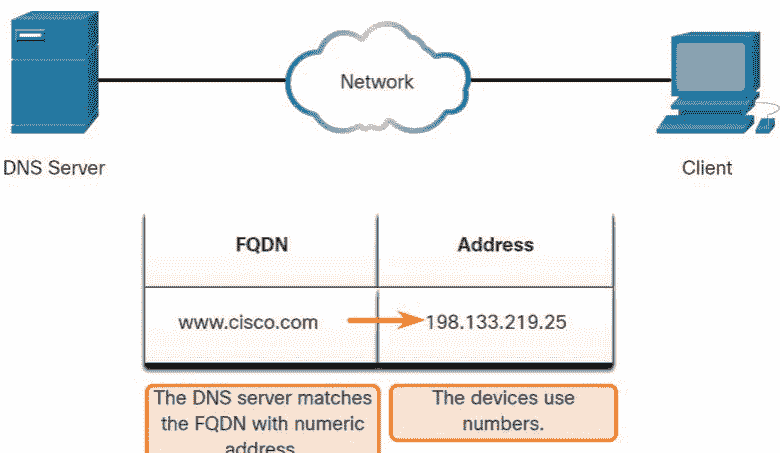 Network
DNS Server
Client
FQDN
Address
www.cisco.com
198.133.219.25
The DNS server matches
the FQDN with numeric
address
The devices use
numbers.